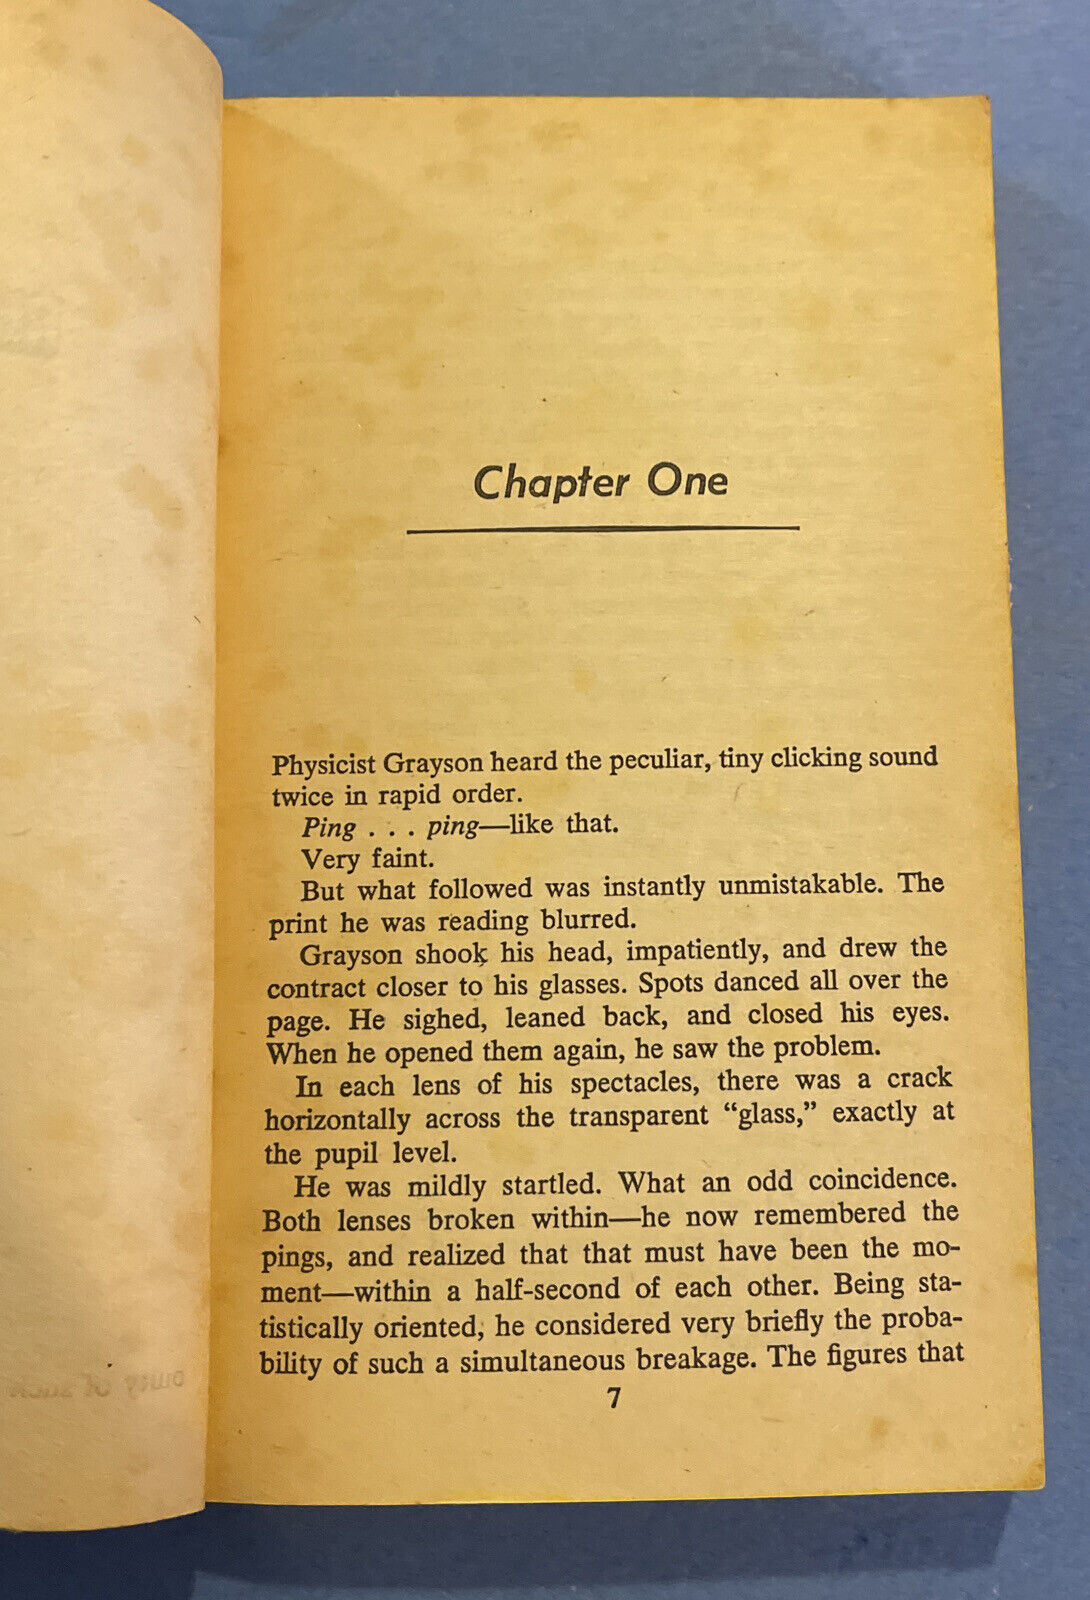 Chapter One
Physicist Grayson heard the peculiar, tiny clicking sound
twice in rapid order.
Ping . . . ping—like that.
Very faint.
But what followed was instantly unmistakable. The
print he was reading blurred.
Grayson shook his head, impatiently, and drew the
contract closer to his glasses. Spots danced all over the
page. He sighed, leaned back, and closed his eyes.
When he opened them again, he saw the problem.
In each lens of his spectacles, there was a crack
horizontally across the transparent “glass,” exactly at
the pupil level.
He was mildly startled. What an odd coincidence.
Both lenses broken within—he now remembered the
pings, and realized that that must have been the mo-
ment—within a half-second of each other. Being sta-
tistically oriented, he considered very briefly the proba-
bility of such a simultaneous breakage. The figures that
7